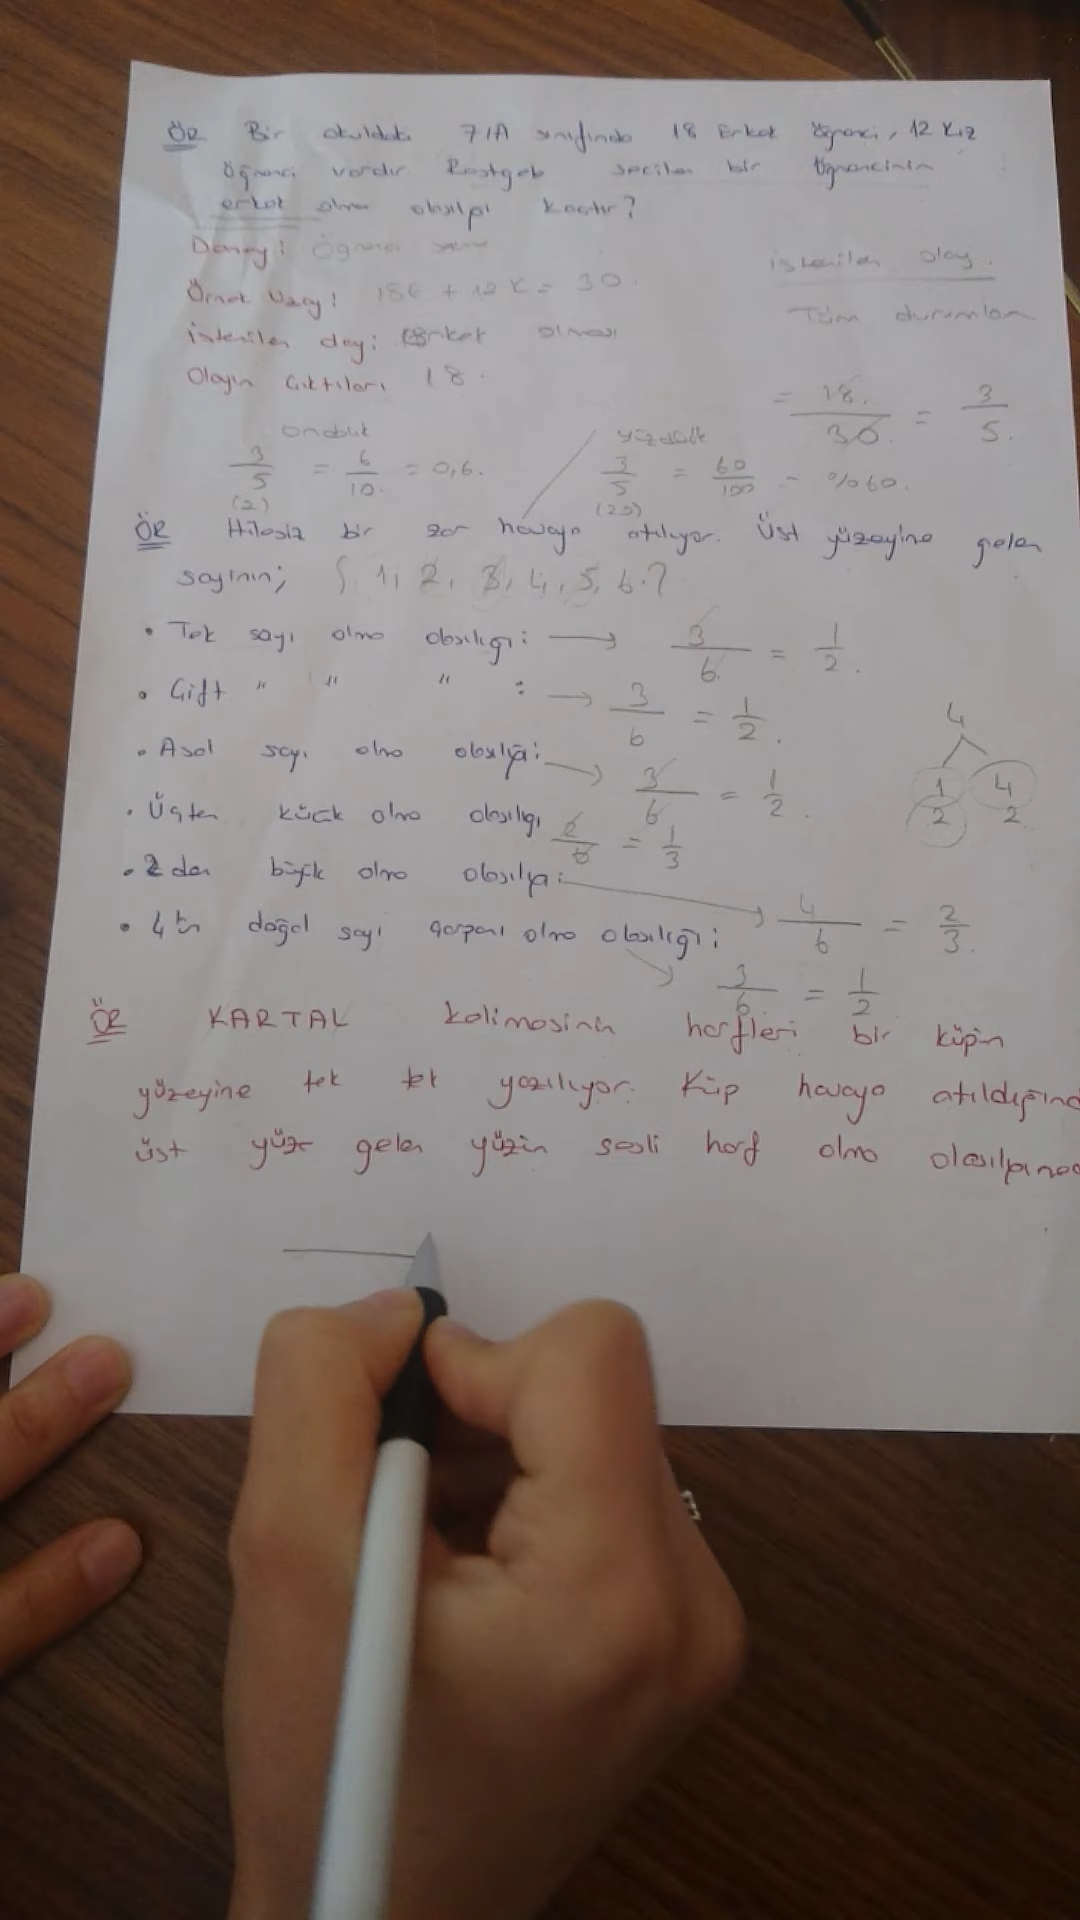 ÖR Bir okuldaki 7/A sınıfında 18 Erkek öğrenci, 12 Kız
öğrenci vardır Rastgele seçilen bir öğrencinin
erkek olma olasılığı kaçtır?
Deney: Öğrenci seçme
Örnek Uzay: 18E + 12K = 30.
istenilen olay: Erkek olması
Olayın Çıktıları 18.
istenilen olay.
Tüm durumlar
= 18/30 = 3/5.
Ondalık
3/5 = 6/10 = 0,6.
(2)
yüzdelik
3/5 = 60/100 = %60.
(20)
ÖR Hilesiz bir zar havaya atılıyor. Üst yüzeyine gelen
sayının; { 1, 2, 3, 4, 5, 6.}
• Tek sayı olma olasılığı: → 3/6 = 1/2.
• Çift " " " : → 3/6 = 1/2.
• Asal sayı olma olasılığı: → 3/6 = 1/2.
• Üçten küçük olma olasılığı 2/6 = 1/3
• 2 den büyük olma olasılığı: → 4/6 = 2/3.
• 4'ün doğal sayı çarpanı olma olasılığı: → 3/6 = 1/2
4
1 4
2 2
ÖR KARTAL kelimesinin harfleri bir küpün
yüzeyine tek tek yazılıyor. Küp havaya atıldığınd
üst yüze gelen yüzün sesli harf olma